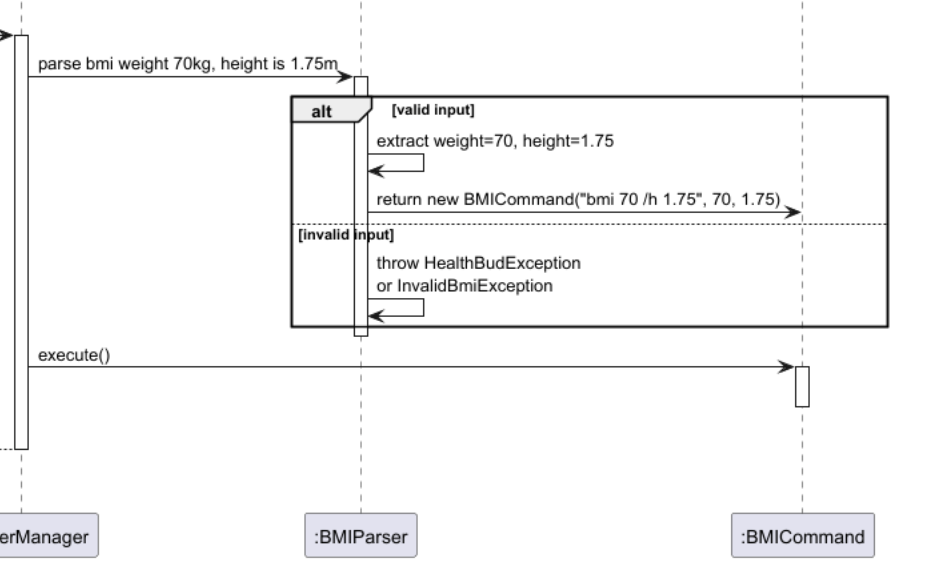 parse bmi weight 70kg, height is 1.75m
alt [valid input]
extract weight=70, height=1.75
return new BMICommand("bmi 70 /h 1.75", 70, 1.75)
[invalid input]
throw HealthBudException
or InvalidBmiException
execute()
erManager :BMIParser :BMICommand